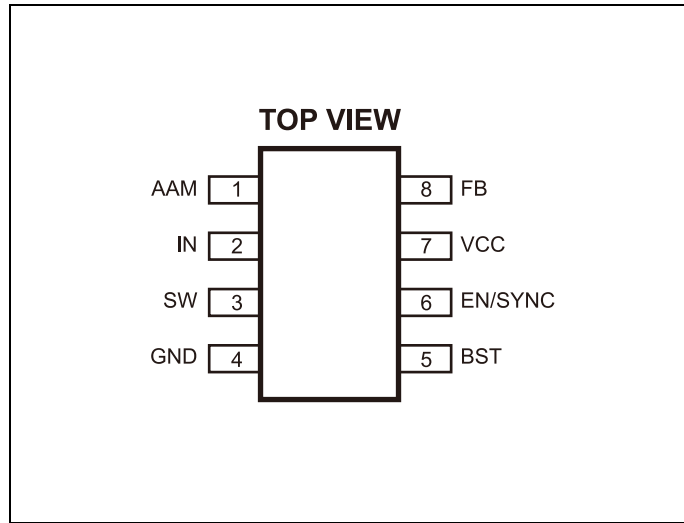 TOP VIEW
AAM 1 8 FB
IN 2 7 VCC
SW 3 6 EN/SYNC
GND 4 5 BST